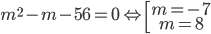 m² − m − 56 = 0 ⇔ [ m = −7
m = 8